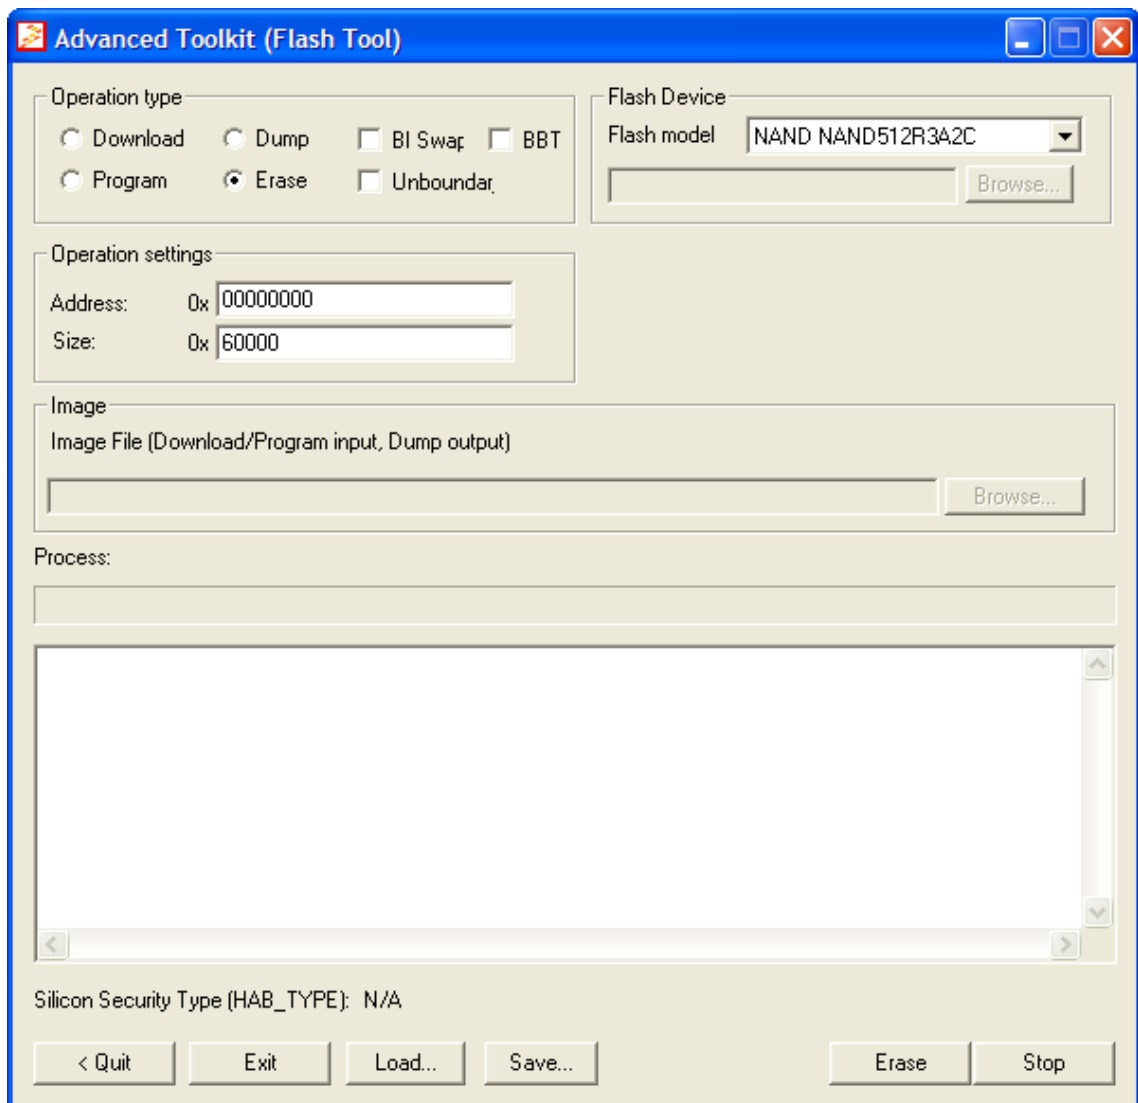 Advanced Toolkit (Flash Tool)
Operation type
Download Dump BI Swap BBT
Program Erase Unboundar
Flash Device
Flash model NAND NAND512R3A2C
Browse...
Operation settings
Address: 0x 00000000
Size: 0x 60000
Image
Image File (Download/Program input, Dump output)
Browse...
Process:
Silicon Security Type (HAB_TYPE): N/A
< Quit Exit Load... Save... Erase Stop